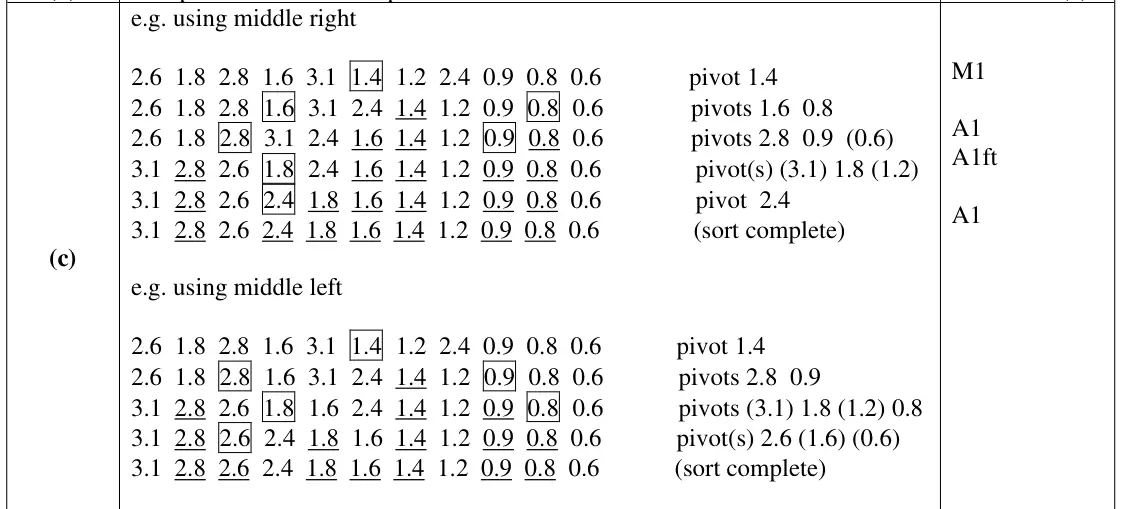 e.g. using middle right
2.6 1.8 2.8 1.6 3.1 1.4 1.2 2.4 0.9 0.8 0.6 pivot 1.4 M1
2.6 1.8 2.8 1.6 3.1 2.4 1.4 1.2 0.9 0.8 0.6 pivots 1.6 0.8
2.6 1.8 2.8 3.1 2.4 1.6 1.4 1.2 0.9 0.8 0.6 pivots 2.8 0.9 (0.6) A1
3.1 2.8 2.6 1.8 2.4 1.6 1.4 1.2 0.9 0.8 0.6 pivot(s) (3.1) 1.8 (1.2) A1ft
3.1 2.8 2.6 2.4 1.8 1.6 1.4 1.2 0.9 0.8 0.6 pivot 2.4
3.1 2.8 2.6 2.4 1.8 1.6 1.4 1.2 0.9 0.8 0.6 (sort complete) A1
(c)
e.g. using middle left
2.6 1.8 2.8 1.6 3.1 1.4 1.2 2.4 0.9 0.8 0.6 pivot 1.4
2.6 1.8 2.8 1.6 3.1 2.4 1.4 1.2 0.9 0.8 0.6 pivots 2.8 0.9
3.1 2.8 2.6 1.8 1.6 2.4 1.4 1.2 0.9 0.8 0.6 pivots (3.1) 1.8 (1.2) 0.8
3.1 2.8 2.6 2.4 1.8 1.6 1.4 1.2 0.9 0.8 0.6 pivot(s) 2.6 (1.6) (0.6)
3.1 2.8 2.6 2.4 1.8 1.6 1.4 1.2 0.9 0.8 0.6 (sort complete)